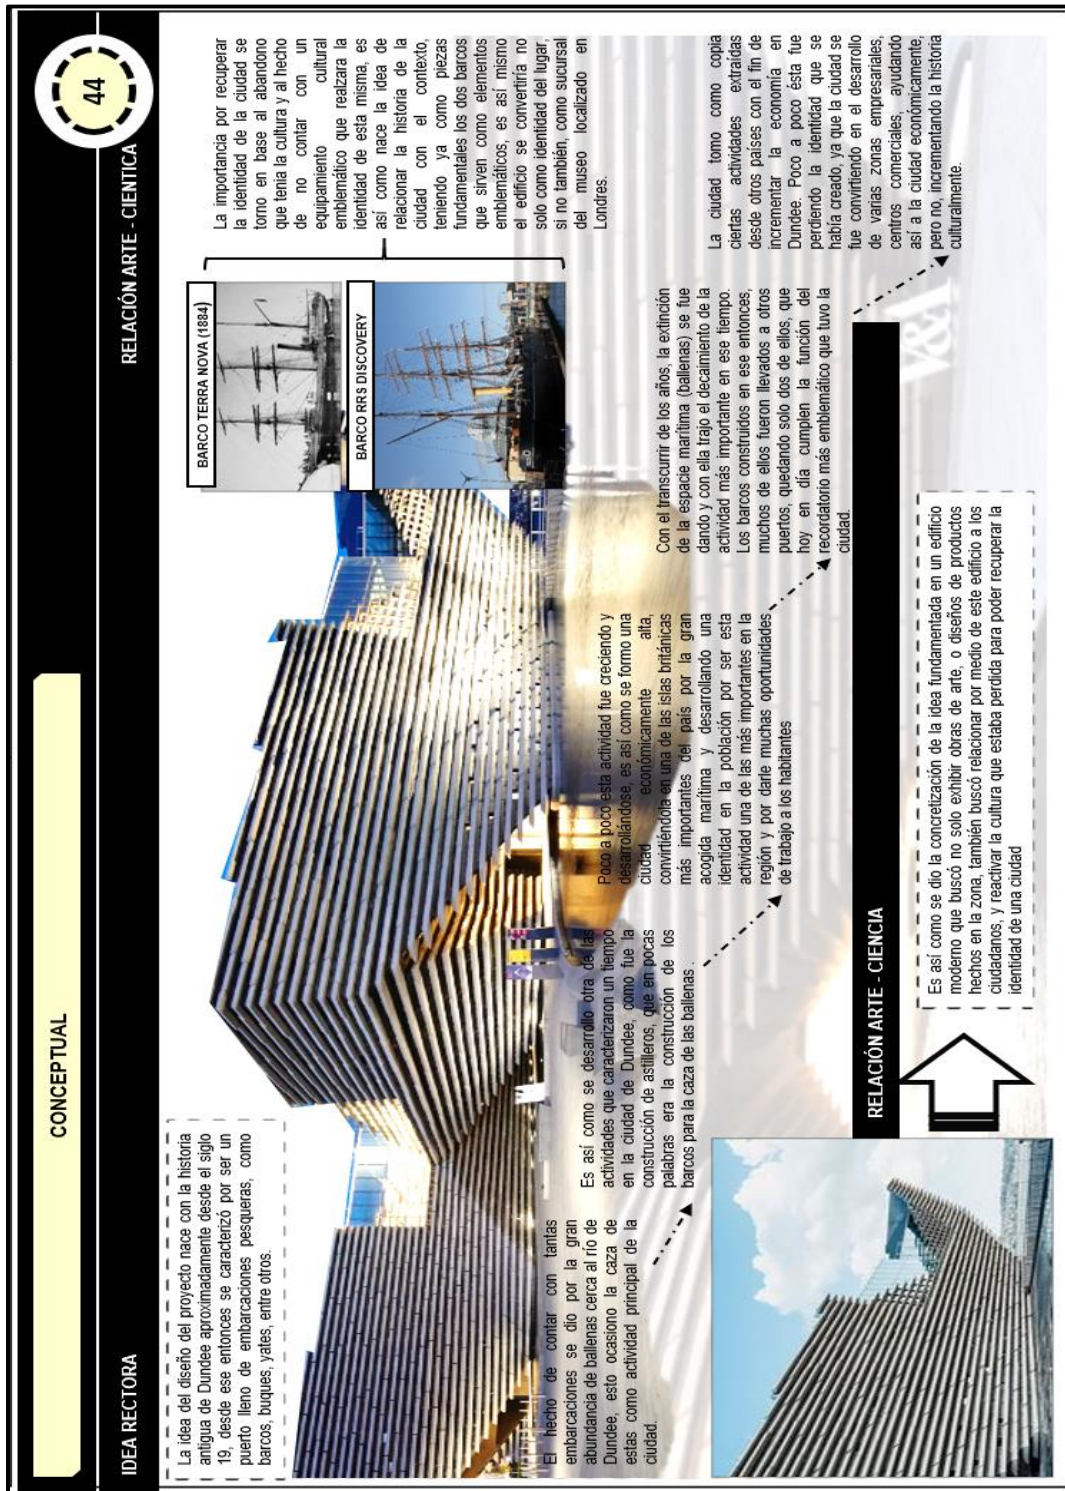 CONCEPTUAL
44
IDEA RECTORA
RELACIÓN ARTE - CIENTICA
La idea del diseño del proyecto nace con la historia
antigua de Dundee aproximadamente desde el siglo
19, desde ese entonces se caracterizó por ser un
puerto lleno de embarcaciones pesqueras, como
barcos, buques, yates, entre otros.
El hecho de contar con tantas
embarcaciones se dio por la gran
abundancia de ballenas cerca al río de
Dundee, esto ocasiono la caza de
estas como actividad principal de la
ciudad.
Es así como se desarrollo otra de las
actividades que caracterizaron un tiempo
en la ciudad de Dundee, como fue la
construcción de astilleros, que en pocas
palabras era la construcción de los
barcos para la caza de las ballenas .
Poco a poco esta actividad fue creciendo y
desarrollándose, es así como se formo una
ciudad económicamente alta,
convirtiéndola en una de las islas británicas
más importantes del país por la gran
acogida marítima y desarrollando una
identidad en la población por ser esta
actividad una de las más importantes en la
región y por darle muchas oportunidades
de trabajo a los habitantes
Con el transcurrir de los años, la extinción
de la espacie marítima (ballenas) se fue
dando y con ella trajo el decaimiento de la
actividad más importante en ese tiempo.
Los barcos construidos en ese entonces,
muchos de ellos fueron llevados a otros
puertos, quedando solo dos de ellos, que
hoy en día cumplen la función del
recordatorio más emblemático que tuvo la
ciudad.
La ciudad tomo como copia
ciertas actividades extraídas
desde otros países con el fin de
incrementar la economía en
Dundee. Poco a poco ésta fue
perdiendo la identidad que se
había creado, ya que la ciudad se
fue convirtiendo en el desarrollo
de varias zonas empresariales,
centros comerciales, ayudando
así a la ciudad económicamente,
pero no, incrementando la historia
culturalmente.
BARCO TERRA NOVA (1884)
BARCO RRS DISCOVERY
La importancia por recuperar
la identidad de la ciudad se
torno en base al abandono
que tenia la cultura y al hecho
de no contar con un
equipamiento cultural
emblemático que realzara la
identidad de esta misma, es
así como nace la idea de
relacionar la historia de la
ciudad con el contexto,
teniendo ya como piezas
fundamentales los dos barcos
que sirven como elementos
emblemáticos, es así mismo
el edificio se convertiría no
solo como identidad del lugar,
si no también, como sucursal
del museo localizado en
Londres.
V&A
RELACIÓN ARTE - CIENCIA
Es así como se dio la concretización de la idea fundamentada en un edificio
moderno que buscó no solo exhibir obras de arte, o diseños de productos
hechos en la zona, también buscó relacionar por medio de este edificio a los
ciudadanos, y reactivar la cultura que estaba perdida para poder recuperar la
identidad de una ciudad